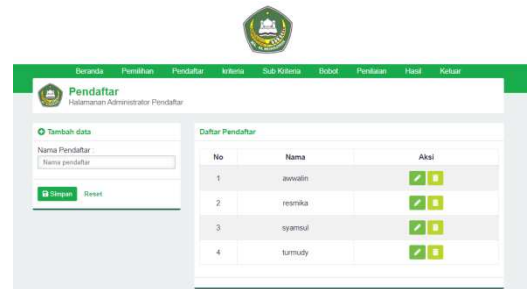 Beranda Pemilihan Pendaftar kriteria Sub Kriteria Bobot Penilaian Hasil Keluar
Pendaftar
Halamanan Administrator Pendaftar
Tambah data
Nama Pendaftar :
Nama pendaftar
Simpan Reset
Daftar Pendaftar
No Nama Aksi
1 awwalin
2 resmika
3 syamsul
4 turmudy